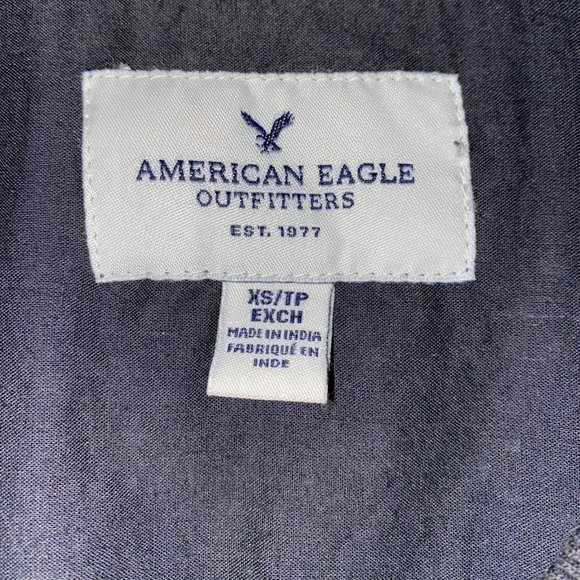 AMERICAN EAGLE
OUTFITTERS
EST. 1977
XS/TP
EXCH
MADE IN INDIA
FABRIQUÉ EN
INDE